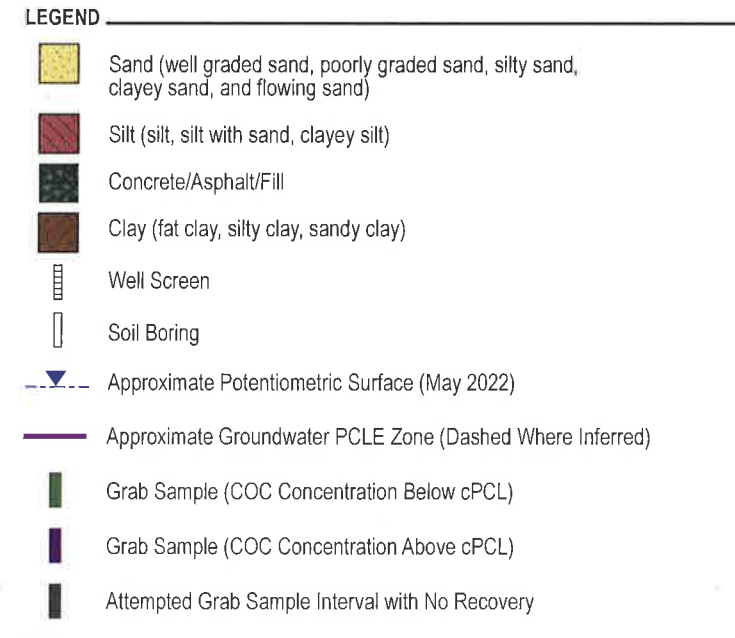 LEGEND
Sand (well graded sand, poorly graded sand, silty sand,
clayey sand, and flowing sand)
Silt (silt, silt with sand, clayey silt)
Concrete/Asphalt/Fill
Clay (fat clay, silty clay, sandy clay)
Well Screen
Soil Boring
Approximate Potentiometric Surface (May 2022)
Approximate Groundwater PCLE Zone (Dashed Where Inferred)
Grab Sample (COC Concentration Below cPCL)
Grab Sample (COC Concentration Above cPCL)
Attempted Grab Sample Interval with No Recovery